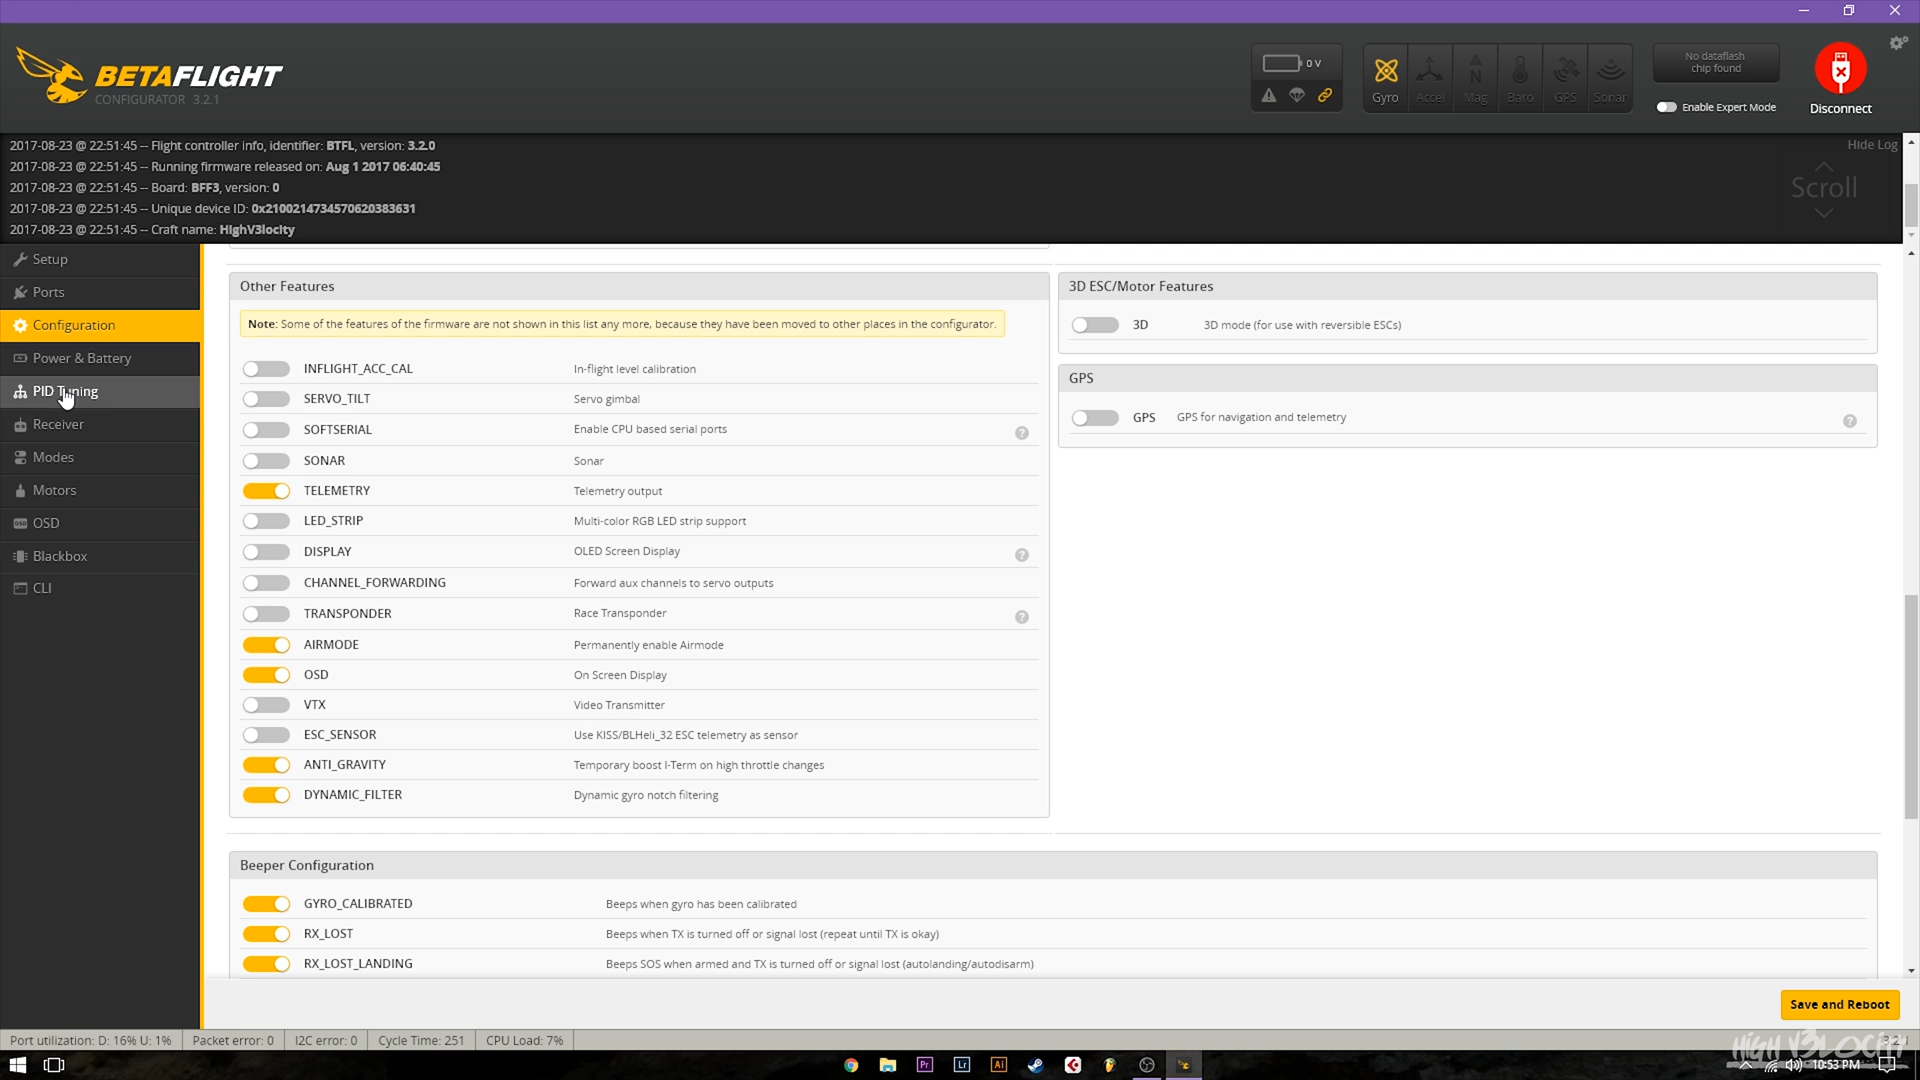 BETAFLIGHT
CONFIGURATOR 3.2.1
0 V
Gyro
Accel
Mag
Baro
GPS
Sonar
No dataflash
chip found
Enable Expert Mode
Disconnect
2017-08-23 @ 22:51:45 -- Flight controller info, identifier: BTFL, version: 3.2.0
2017-08-23 @ 22:51:45 -- Running firmware released on: Aug 1 2017 06:40:45
2017-08-23 @ 22:51:45 -- Board: BFF3, version: 0
2017-08-23 @ 22:51:45 -- Unique device ID: 0x2100214734570620383631
2017-08-23 @ 22:51:45 -- Craft name: HighV3locity
Hide Log
Scroll
Setup
Ports
Configuration
Power & Battery
PID Tuning
Receiver
Modes
Motors
OSD
Blackbox
CLI
Other Features
Note: Some of the features of the firmware are not shown in this list any more, because they have been moved to other places in the configurator.
INFLIGHT_ACC_CAL In-flight level calibration
SERVO_TILT Servo gimbal
SOFTSERIAL Enable CPU based serial ports ?
SONAR Sonar
TELEMETRY Telemetry output
LED_STRIP Multi-color RGB LED strip support
DISPLAY OLED Screen Display ?
CHANNEL_FORWARDING Forward aux channels to servo outputs
TRANSPONDER Race Transponder ?
AIRMODE Permanently enable Airmode
OSD On Screen Display
VTX Video Transmitter
ESC_SENSOR Use KISS/BLHeli_32 ESC telemetry as sensor
ANTI_GRAVITY Temporary boost I-Term on high throttle changes
DYNAMIC_FILTER Dynamic gyro notch filtering
3D ESC/Motor Features
3D 3D mode (for use with reversible ESCs)
GPS
GPS GPS for navigation and telemetry ?
Beeper Configuration
GYRO_CALIBRATED Beeps when gyro has been calibrated
RX_LOST Beeps when TX is turned off or signal lost (repeat until TX is okay)
RX_LOST_LANDING Beeps SOS when armed and TX is turned off or signal lost (autolanding/autodisarm)
Save and Reboot
Port utilization: D: 16% U: 1% Packet error: 0 I2C error: 0 Cycle Time: 251 CPU Load: 7%
3.2.1
HIGH V3LOCITY
Pr
Lr
Ai
10:53 PM